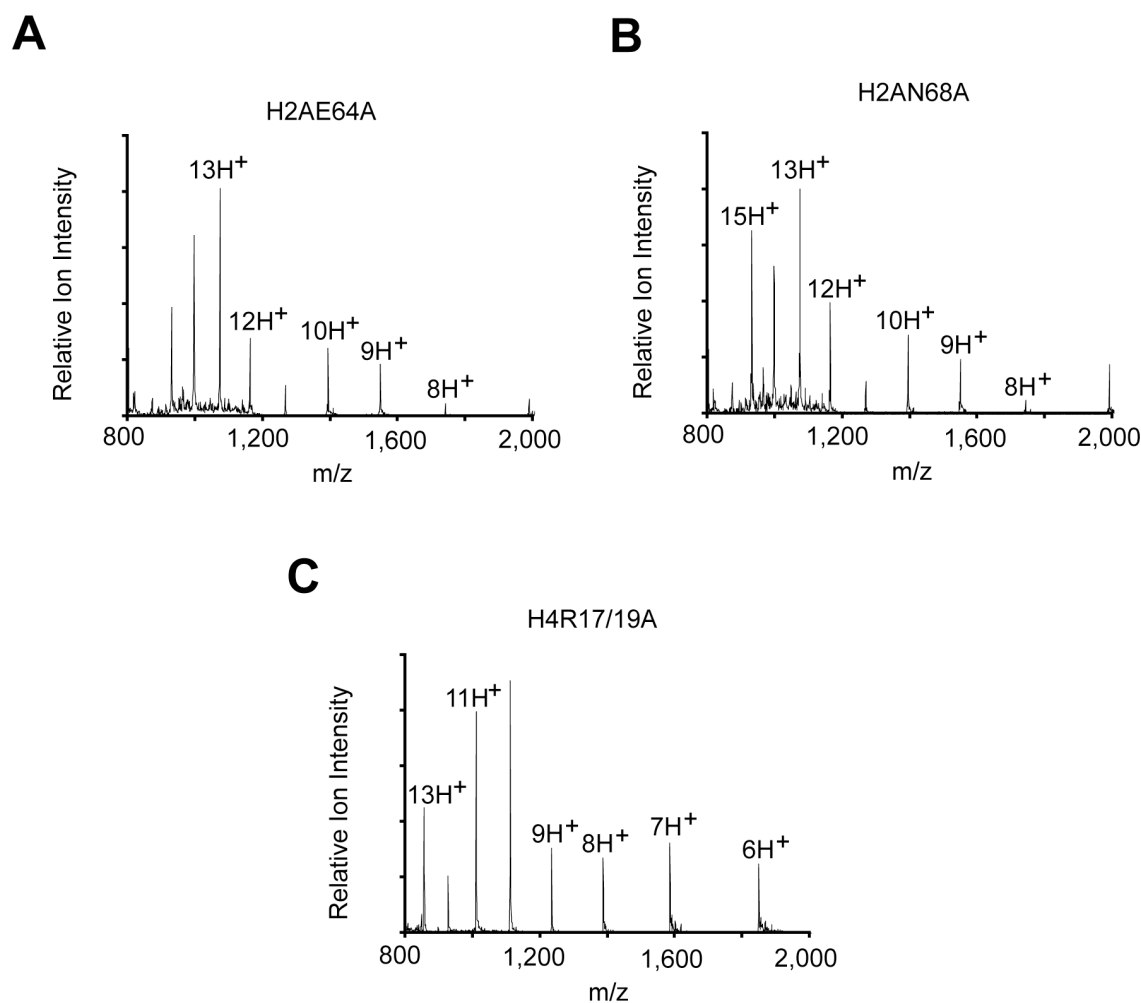 A
B
H2AE64A
H2AN68A
Relative Ion Intensity
13H+
12H+
10H+
9H+
8H+
800
1,200
1,600
2,000
m/z
Relative Ion Intensity
15H+
13H+
12H+
10H+
9H+
8H+
800
1,200
1,600
2,000
m/z
C
H4R17/19A
Relative Ion Intensity
13H+
11H+
9H+
8H+
7H+
6H+
800
1,200
1,600
2,000
m/z